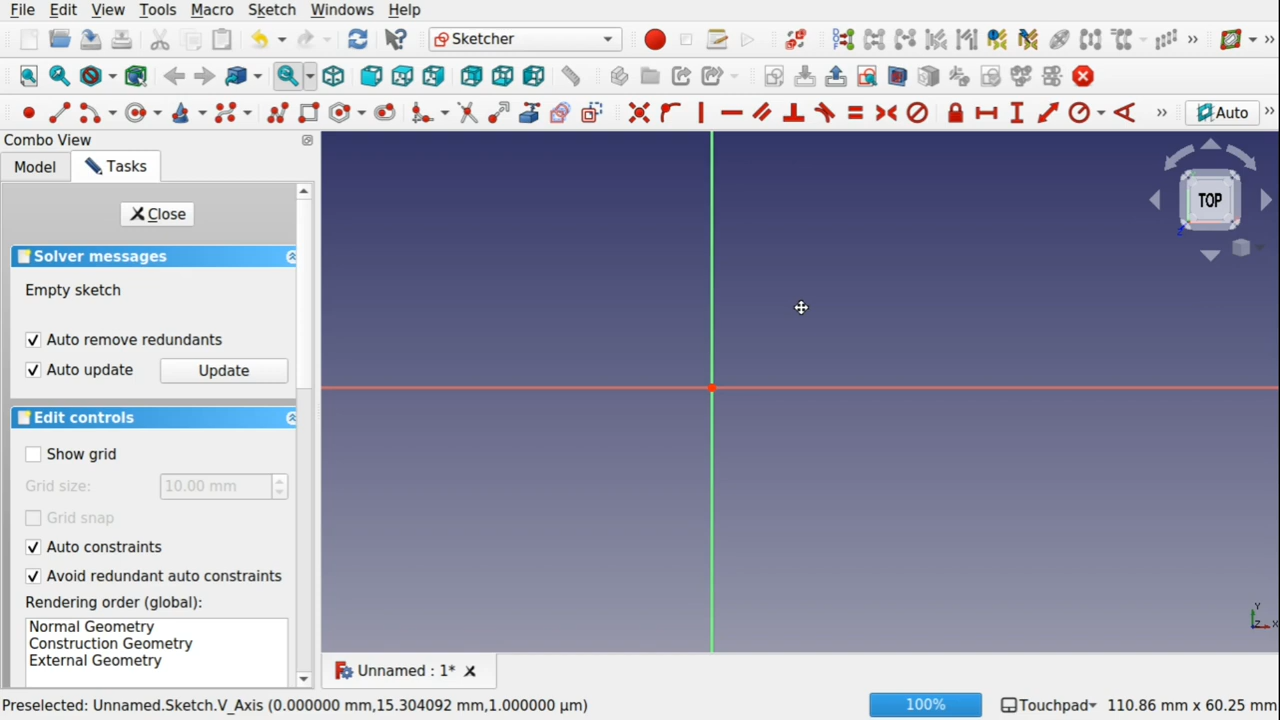 File Edit View Tools Macro Sketch Windows Help
Sketcher
Auto
Combo View
Model Tasks
Close
Solver messages
Empty sketch
Auto remove redundants
Auto update Update
Edit controls
Show grid
Grid size: 10.00 mm
Grid snap
Auto constraints
Avoid redundant auto constraints
Rendering order (global):
Normal Geometry
Construction Geometry
External Geometry
TOP
Z
Y
Z X
Unnamed : 1*
Preselected: Unnamed.Sketch.V_Axis (0.000000 mm,15.304092 mm,1.000000 µm) 100% Touchpad 110.86 mm x 60.25 mm